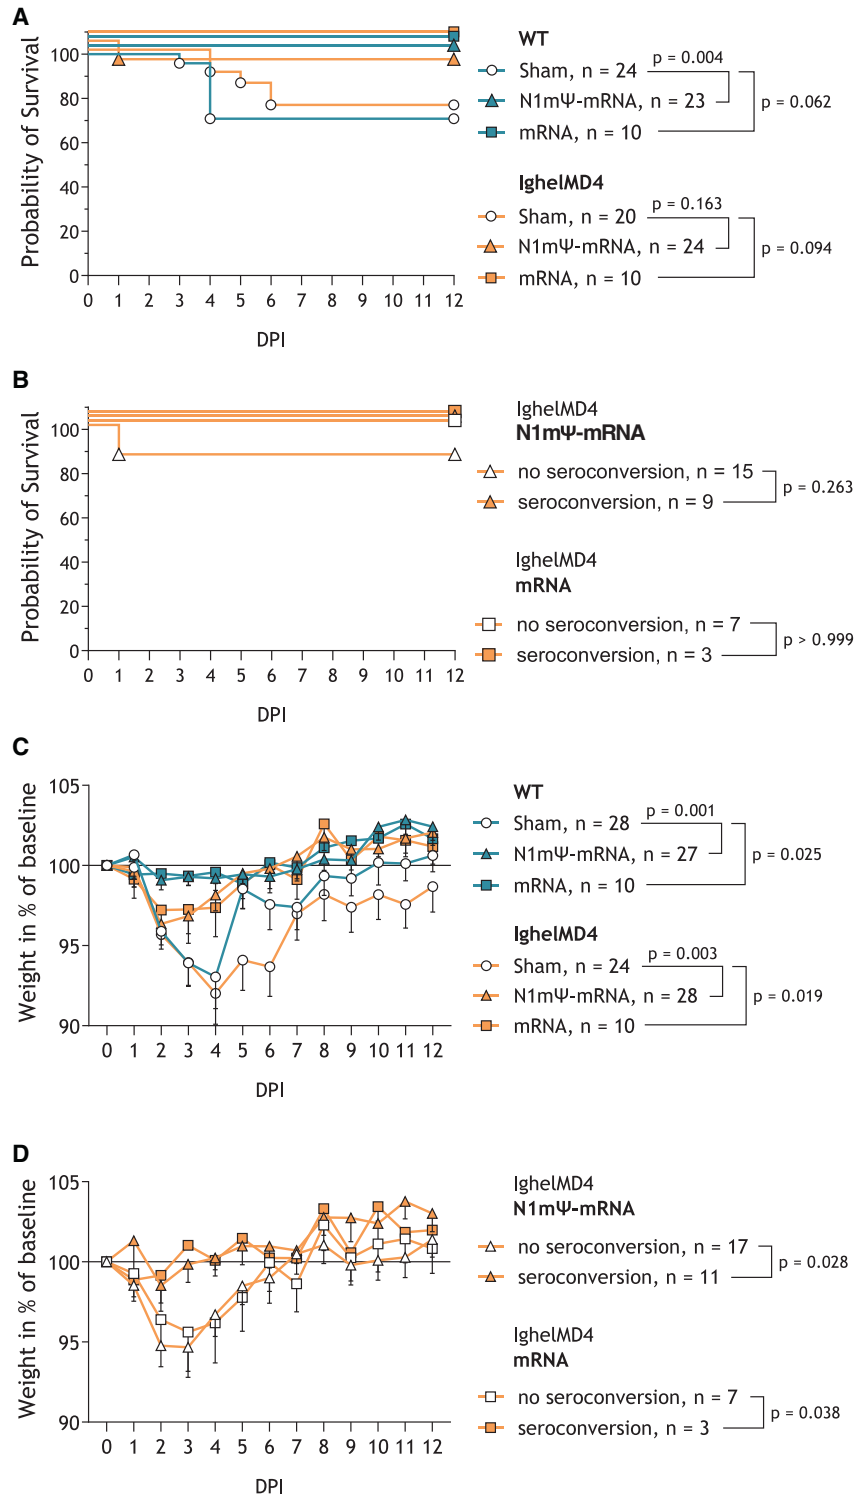 A
Probability of Survival
100
80
60
40
20
0
0 1 2 3 4 5 6 7 8 9 10 11 12
DPI
WT
Sham, n = 24
p = 0.004
N1mΨ-mRNA, n = 23
p = 0.062
mRNA, n = 10
IghelMD4
Sham, n = 20
p = 0.163
N1mΨ-mRNA, n = 24
p = 0.094
mRNA, n = 10
B
Probability of Survival
100
80
60
40
20
0
0 1 2 3 4 5 6 7 8 9 10 11 12
DPI
IghelMD4
N1mΨ-mRNA
no seroconversion, n = 15
p = 0.263
seroconversion, n = 9
IghelMD4
mRNA
no seroconversion, n = 7
p > 0.999
seroconversion, n = 3
C
Weight in % of baseline
105
100
95
90
0 1 2 3 4 5 6 7 8 9 10 11 12
DPI
WT
Sham, n = 28
p = 0.001
N1mΨ-mRNA, n = 27
p = 0.025
mRNA, n = 10
IghelMD4
Sham, n = 24
p = 0.003
N1mΨ-mRNA, n = 28
p = 0.019
mRNA, n = 10
D
Weight in % of baseline
105
100
95
90
0 1 2 3 4 5 6 7 8 9 10 11 12
DPI
IghelMD4
N1mΨ-mRNA
no seroconversion, n = 17
p = 0.028
seroconversion, n = 11
IghelMD4
mRNA
no seroconversion, n = 7
p = 0.038
seroconversion, n = 3